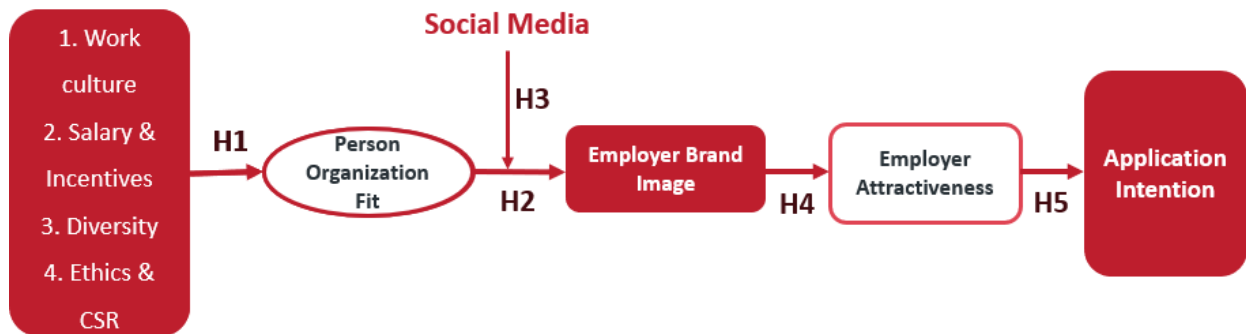 1. Work
culture
2. Salary &
Incentives
3. Diversity
4. Ethics &
CSR
H1
Person
Organization
Fit
Social Media
H3
H2
Employer Brand
Image
H4
Employer
Attractiveness
H5
Application
Intention